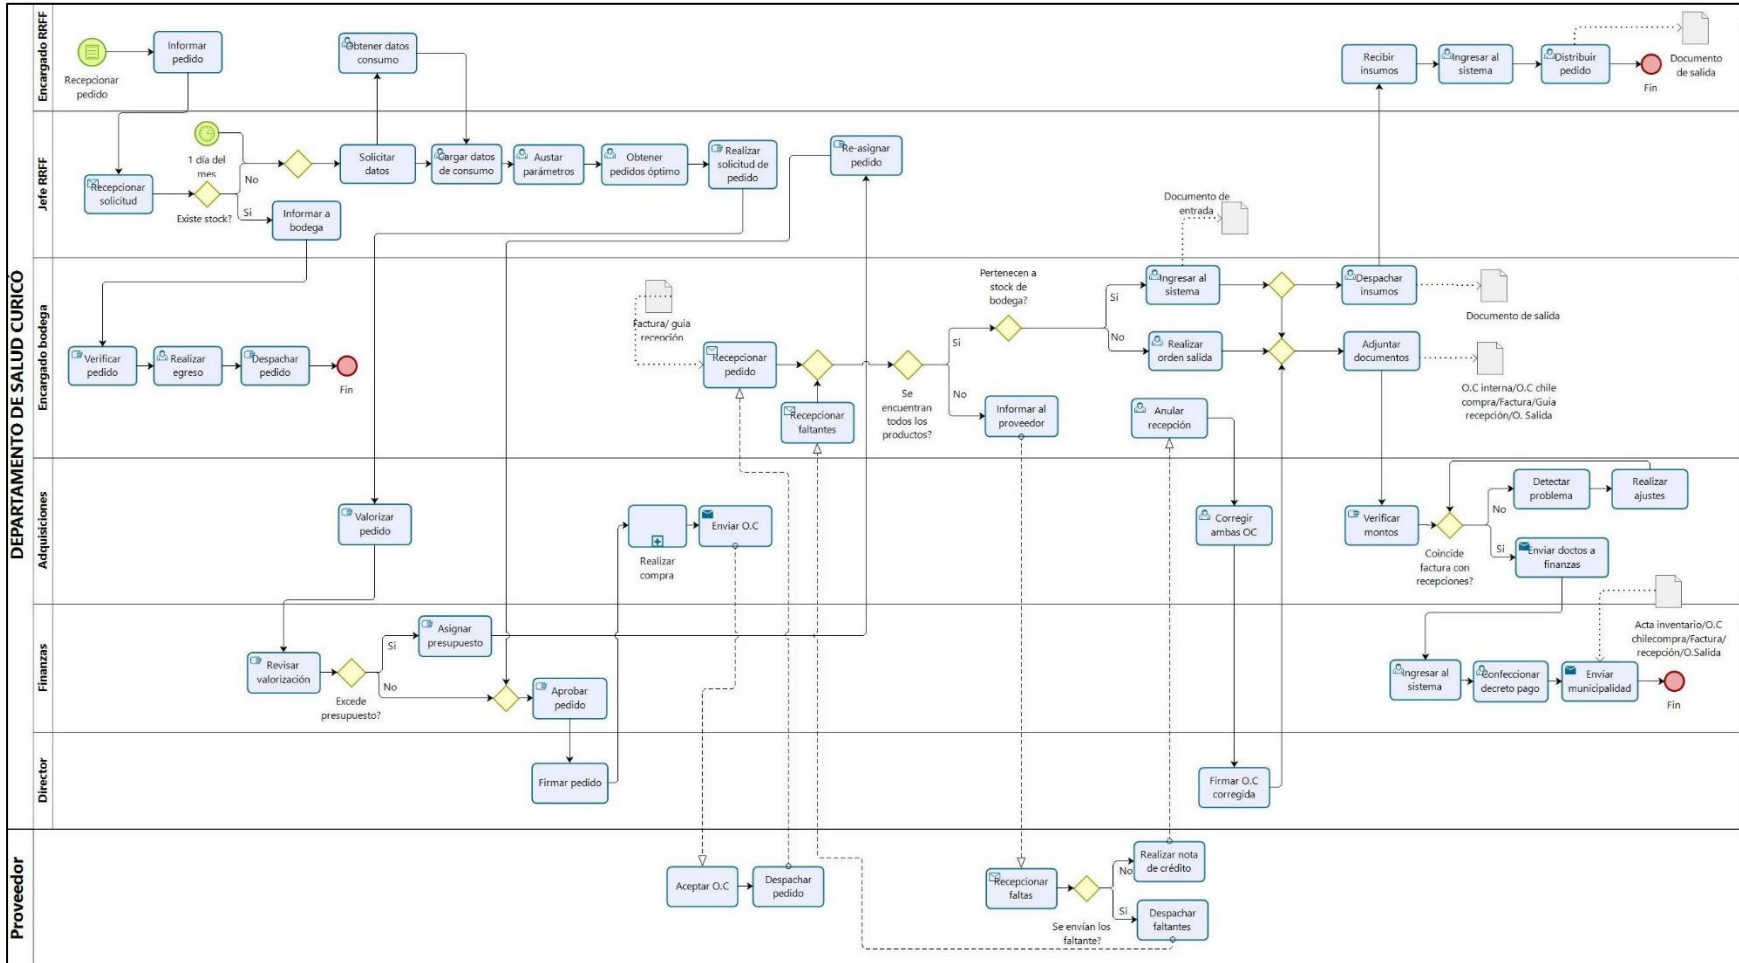 DEPARTAMENTO DE SALUD CURICÓ
Encargado RRFF
Recepcionar
pedido
Informar
pedido
Obtener datos
consumo
Recibir
insumos
Ingresar al
sistema
Distribuir
pedido
Fin
Documento
de salida
Jefe RRFF
Recepcionar
solicitud
1 día del
mes
No
Existe stock?
Si
Informar a
bodega
Solicitar
datos
Cargar datos
de consumo
Austar
parámetros
Obtener
pedidos óptimo
Realizar
solicitud de
pedido
Re-asignar
pedido
Documento de
entrada
Encargado bodega
Verificar
pedido
Realizar
egreso
Despachar
pedido
Fin
Factura/ guia
recepción
Recepcionar
pedido
Recepcionar
faltantes
Se
encuentran
todos los
productos?
Si
No
Pertenecen a
stock de
bodega?
Informar al
proveedor
Si
No
Ingresar al
sistema
Realizar
orden salida
Anular
recepción
Despachar
insumos
Documento de salida
Adjuntar
documentos
O.C interna/O.C chile
compra/Factura/Guia
recepción/O. Salida
Adquisiciones
Valorizar
pedido
Realizar
compra
Enviar O.C
Corregir
ambas OC
Verificar
montos
Coincide
factura con
recepciones?
No
Si
Detectar
problema
Realizar
ajustes
Enviar doctos a
finanzas
Finanzas
Revisar
valorización
Excede
presupuesto?
Si
No
Asignar
presupuesto
Aprobar
pedido
Ingresar al
sistema
Confeccionar
decreto pago
Enviar
municipalidad
Acta inventario/O.C
chilecompra/Factura/
recepción/O.Salida
Fin
Director
Firmar pedido
Firmar O.C
corregida
Proveedor
Aceptar O.C
Despachar
pedido
Recepcionar
faltas
Se envían los
faltante?
No
Si
Realizar nota
de crédito
Despachar
faltantes